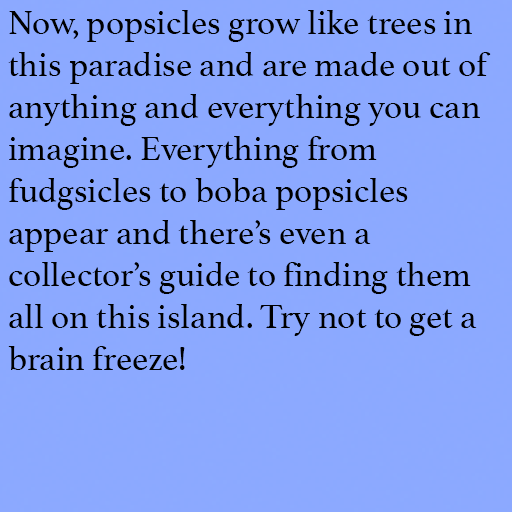 Now, popsicles grow like trees in
this paradise and are made out of
anything and everything you can
imagine. Everything from
fudgsicles to boba popsicles
appear and there’s even a
collector’s guide to finding them
all on this island. Try not to get a
brain freeze!